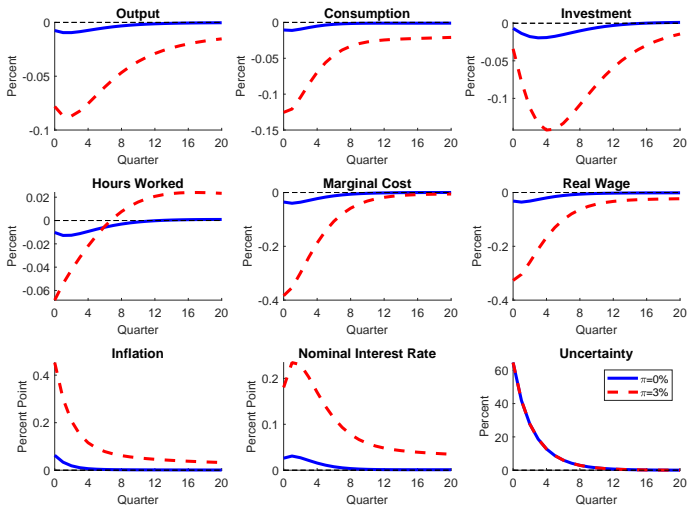 Output
Consumption
Investment
0
-0.05
-0.1
Percent
0 4 8 12 16 20
Quarter
0
-0.05
-0.1
-0.15
Percent
0 4 8 12 16 20
Quarter
0
-0.05
-0.1
Percent
0 4 8 12 16 20
Quarter
Hours Worked
Marginal Cost
Real Wage
0.02
0
-0.02
-0.04
-0.06
Percent
0 4 8 12 16 20
Quarter
0
-0.2
-0.4
Percent
0 4 8 12 16 20
Quarter
0
-0.2
-0.4
Percent
0 4 8 12 16 20
Quarter
Inflation
Nominal Interest Rate
Uncertainty
0.4
0.2
0
Percent Point
0 4 8 12 16 20
Quarter
0.2
0.1
0
Percent Point
0 4 8 12 16 20
Quarter
60
40
20
0
Percent
0 4 8 12 16 20
Quarter
π=0%
π=3%